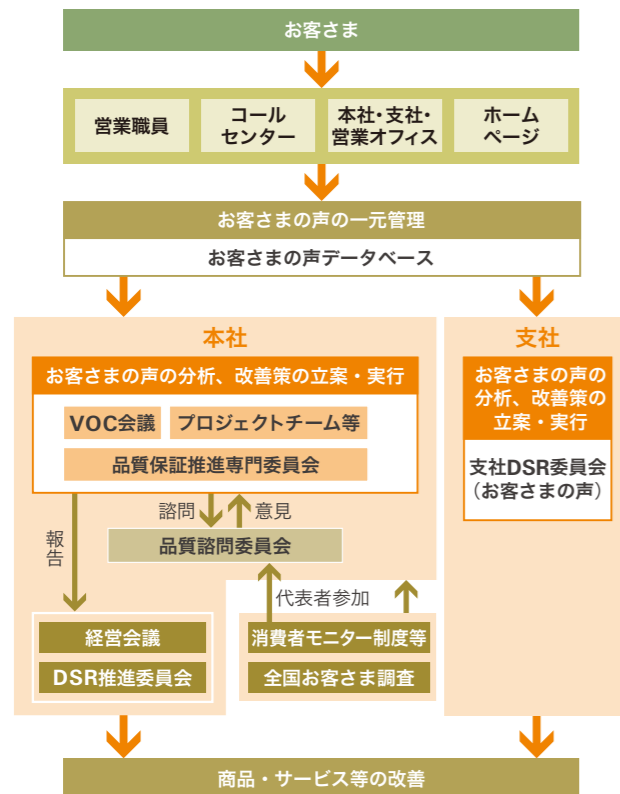 お客さま
営業職員
コール
センター
本社・支社・
営業オフィス
ホーム
ページ
お客さまの声の一元管理
お客さまの声データベース
本社
お客さまの声の分析、改善策の立案・実行
VOC会議
プロジェクトチーム等
品質保証推進専門委員会
諮問
意見
品質諮問委員会
報告
代表者参加
経営会議
DSR推進委員会
消費者モニター制度等
全国お客さま調査
支社
お客さまの声の
分析、改善策の
立案・実行
支社DSR委員会
（お客さまの声）
商品・サービス等の改善